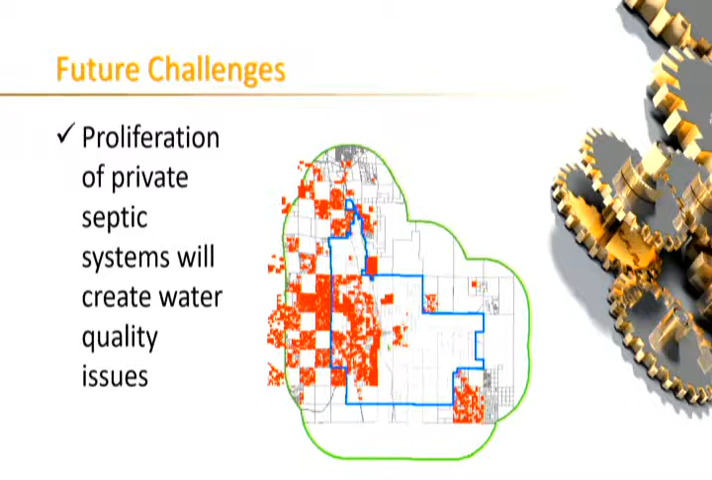 Future Challenges
✓ Proliferation
of private
septic
systems will
create water
quality
issues